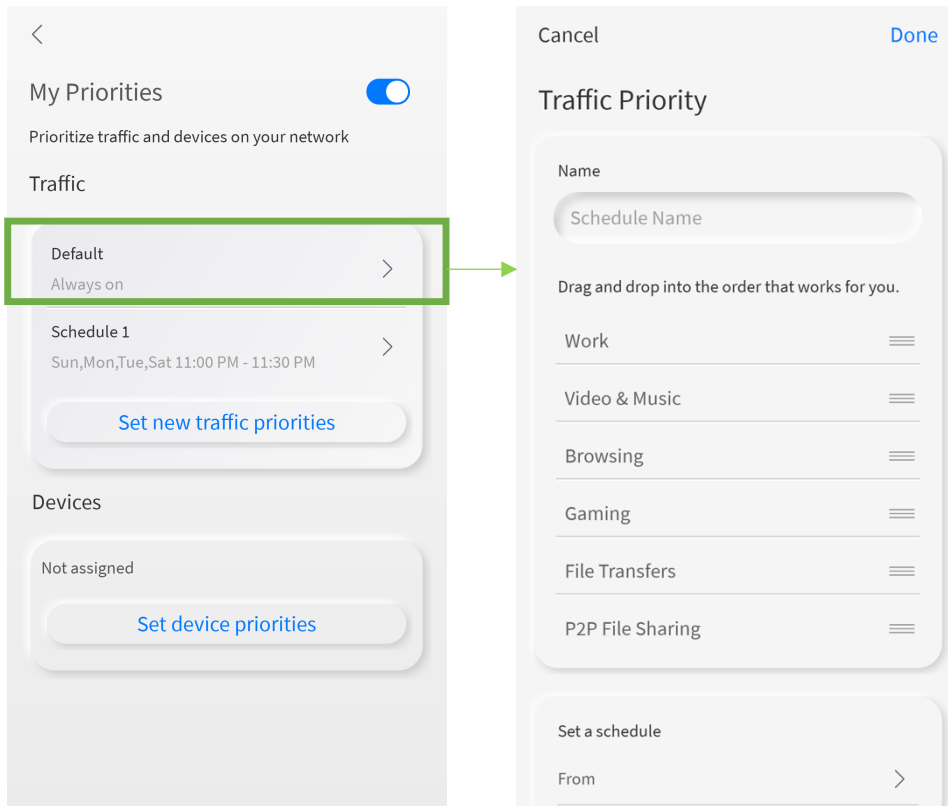 My Priorities
Prioritize traffic and devices on your network
Traffic
Default
Always on
Schedule 1
Sun,Mon,Tue,Sat 11:00 PM - 11:30 PM
Set new traffic priorities
Devices
Not assigned
Set device priorities
Cancel
Done
Traffic Priority
Name
Schedule Name
Drag and drop into the order that works for you.
Work
Video & Music
Browsing
Gaming
File Transfers
P2P File Sharing
Set a schedule
From